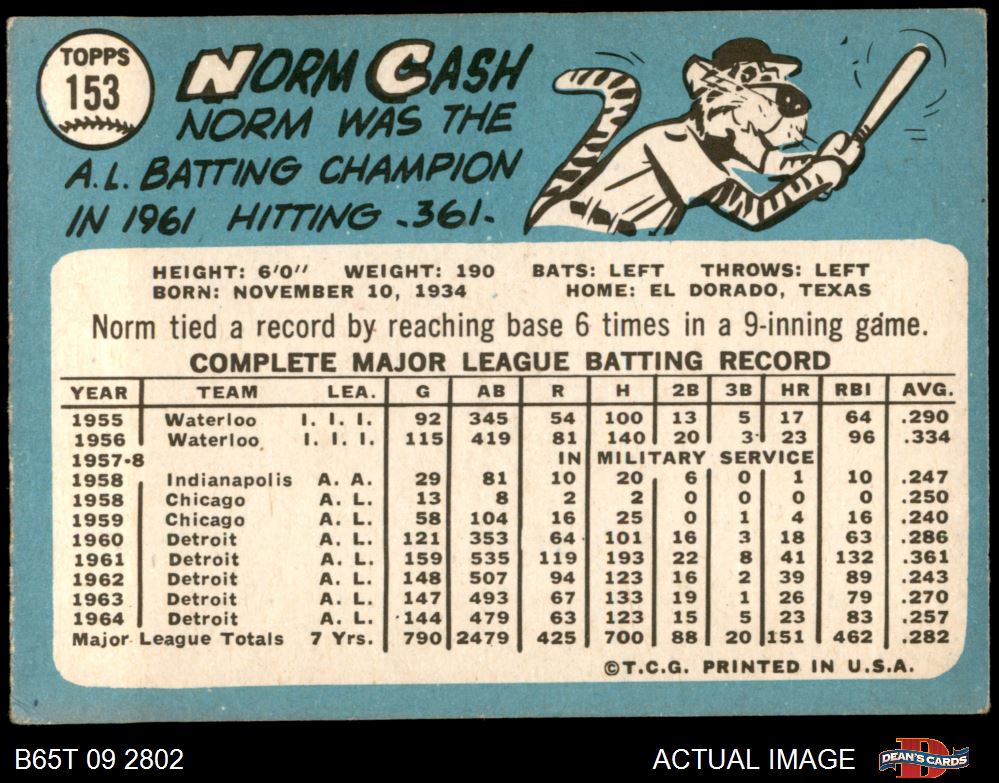 TOPPS
153
NORM CASH
NORM WAS THE
A.L. BATTING CHAMPION
IN 1961 HITTING .361.
HEIGHT: 6'0" WEIGHT: 190 BATS: LEFT THROWS: LEFT
BORN: NOVEMBER 10, 1934 HOME: EL DORADO, TEXAS
Norm tied a record by reaching base 6 times in a 9-inning game.
COMPLETE MAJOR LEAGUE BATTING RECORD
YEAR TEAM LEA. G AB R H 2B 3B HR RBI AVG.
1955 Waterloo I. I. I. 92 345 54 100 13 5 17 64 .290
1956 Waterloo I. I. I. 115 419 81 140 20 3 23 96 .334
1957-8 IN MILITARY SERVICE
1958 Indianapolis A. A. 29 81 10 20 6 0 1 10 .247
1958 Chicago A. L. 13 8 2 2 0 0 0 0 .250
1959 Chicago A. L. 58 104 16 25 0 1 4 16 .240
1960 Detroit A. L. 121 353 64 101 16 3 18 63 .286
1961 Detroit A. L. 159 535 119 193 22 8 41 132 .361
1962 Detroit A. L. 148 507 94 123 16 2 39 89 .243
1963 Detroit A. L. 147 493 67 133 19 1 26 79 .270
1964 Detroit A. L. 144 479 63 123 15 5 23 83 .257
Major League Totals 7 Yrs. 790 2479 425 700 88 20 151 462 .282
©T.C.G. PRINTED IN U.S.A.
B65T 09 2802 ACTUAL IMAGE DEAN'S CARDS